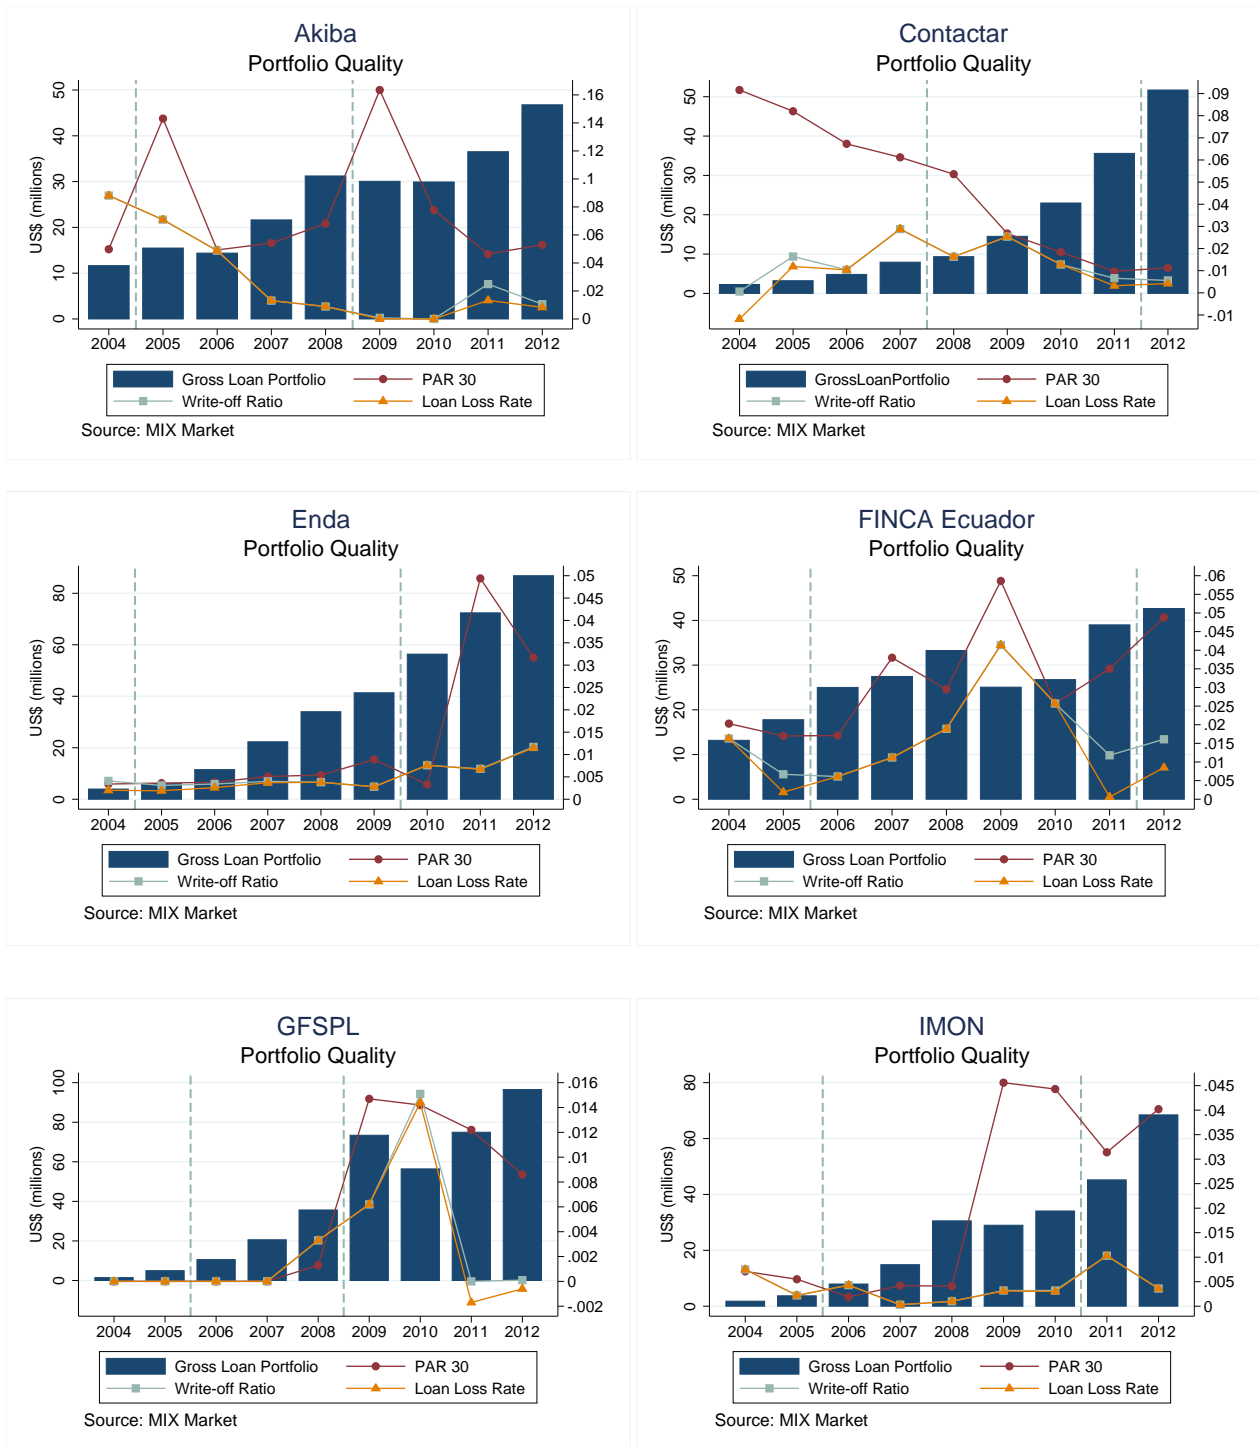 Akiba
Portfolio Quality
US$ (millions)
50
40
30
20
10
0
.16
.14
.12
.1
.08
.06
.04
.02
0
2004 2005 2006 2007 2008 2009 2010 2011 2012
Gross Loan Portfolio PAR 30
Write-off Ratio Loan Loss Rate
Source: MIX Market
Contactar
Portfolio Quality
US$ (millions)
50
40
30
20
10
0
.09
.08
.07
.06
.05
.04
.03
.02
.01
0
-.01
2004 2005 2006 2007 2008 2009 2010 2011 2012
GrossLoanPortfolio PAR 30
Write-off Ratio Loan Loss Rate
Source: MIX Market
Enda
Portfolio Quality
US$ (millions)
80
60
40
20
0
.05
.045
.04
.035
.03
.025
.02
.015
.01
.005
0
2004 2005 2006 2007 2008 2009 2010 2011 2012
Gross Loan Portfolio PAR 30
Write-off Ratio Loan Loss Rate
Source: MIX Market
FINCA Ecuador
Portfolio Quality
US$ (millions)
50
40
30
20
10
0
.06
.05
.045
.04
.035
.03
.02
.015
.01
.005
0
2004 2005 2006 2007 2008 2009 2010 2011 2012
Gross Loan Portfolio PAR 30
Write-off Ratio Loan Loss Rate
Source: MIX Market
GFSPL
Portfolio Quality
US$ (millions)
100
80
60
40
20
0
.016
.014
.012
.01
.008
.006
.004
.002
0
-.002
2004 2005 2006 2007 2008 2009 2010 2011 2012
Gross Loan Portfolio PAR 30
Write-off Ratio Loan Loss Rate
Source: MIX Market
IMON
Portfolio Quality
US$ (millions)
80
60
40
20
0
.045
.04
.035
.03
.02
.015
.01
.005
0
2004 2005 2006 2007 2008 2009 2010 2011 2012
Gross Loan Portfolio PAR 30
Write-off Ratio Loan Loss Rate
Source: MIX Market